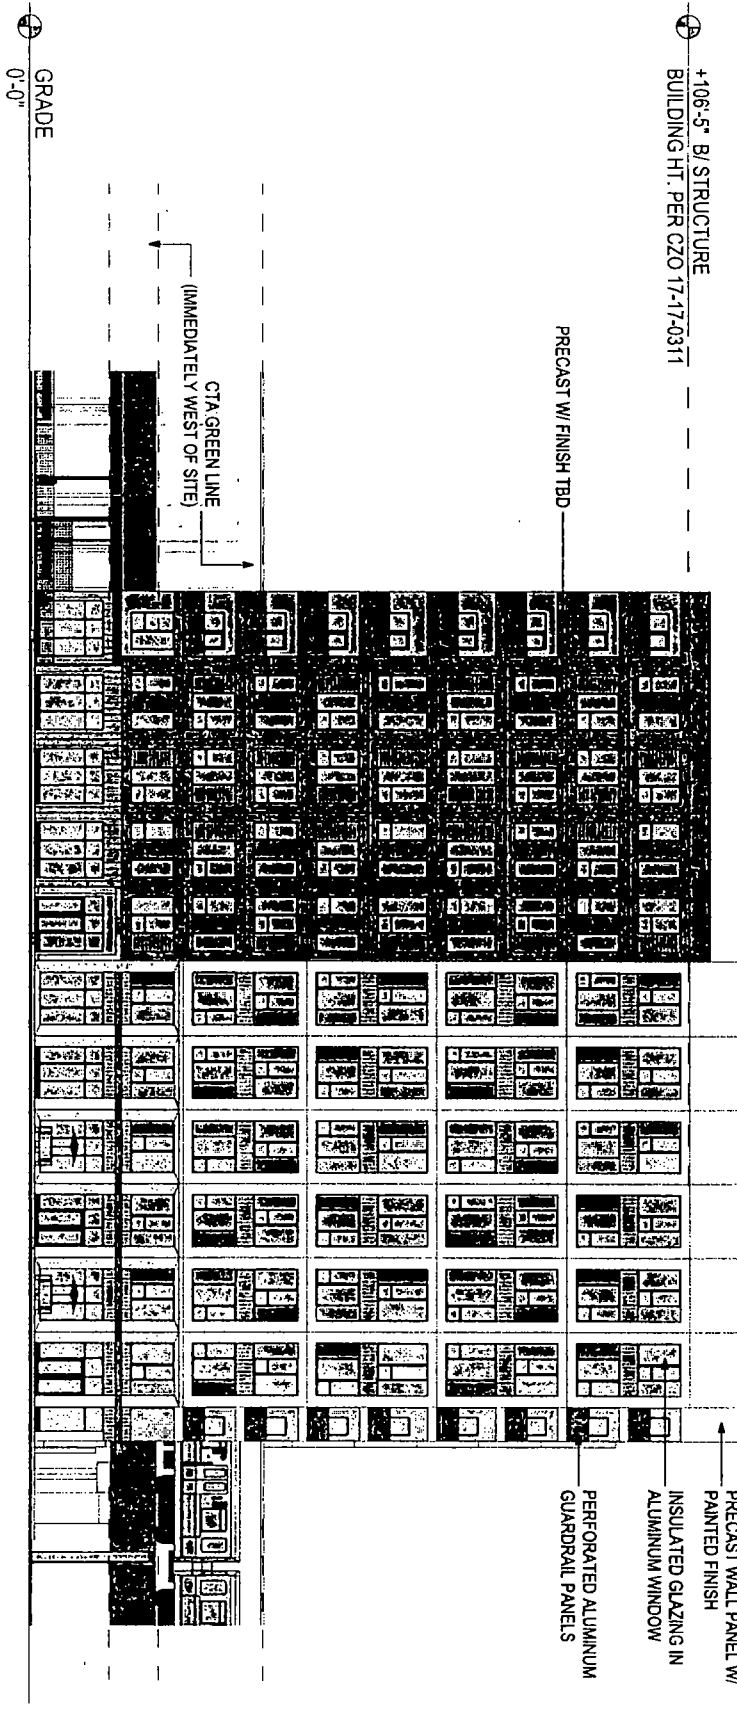 +106'-5" B/ STRUCTURE
BUILDING HT. PER CZO 17-17-0311
PRECAST W/ FINISH TBD
CTA GREEN LINE
(IMMEDIATELY WEST OF SITE)
GRADE
0'-0"
PRECAST WALL PANEL W/
PAINTED FINISH
INSULATED GLAZING IN
ALUMINUM WINDOW
PERFORATED ALUMINUM
GUARDRAIL PANELS